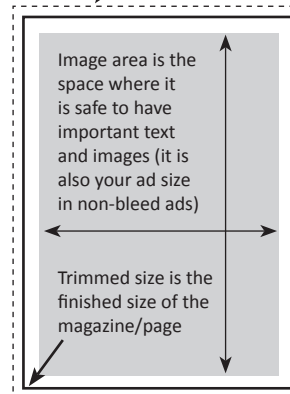 Image area is the
space where it
is safe to have
important text
and images (it is
also your ad size
in non-bleed ads)
Trimmed size is the
finished size of the
magazine/page